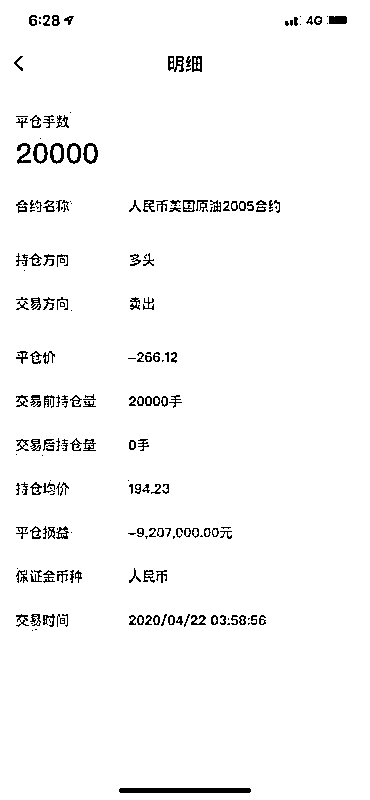 6:28
4G
明细
平仓手数
20000
合约名称 人民币美国原油2005合约
持仓方向 多头
交易方向 卖出
平仓价 -266.12
交易前持仓量 20000手
交易后持仓量 0手
持仓均价 194.23
平仓损益 -9,207,000.00元
保证金币种 人民币
交易时间 2020/04/22 03:58:56